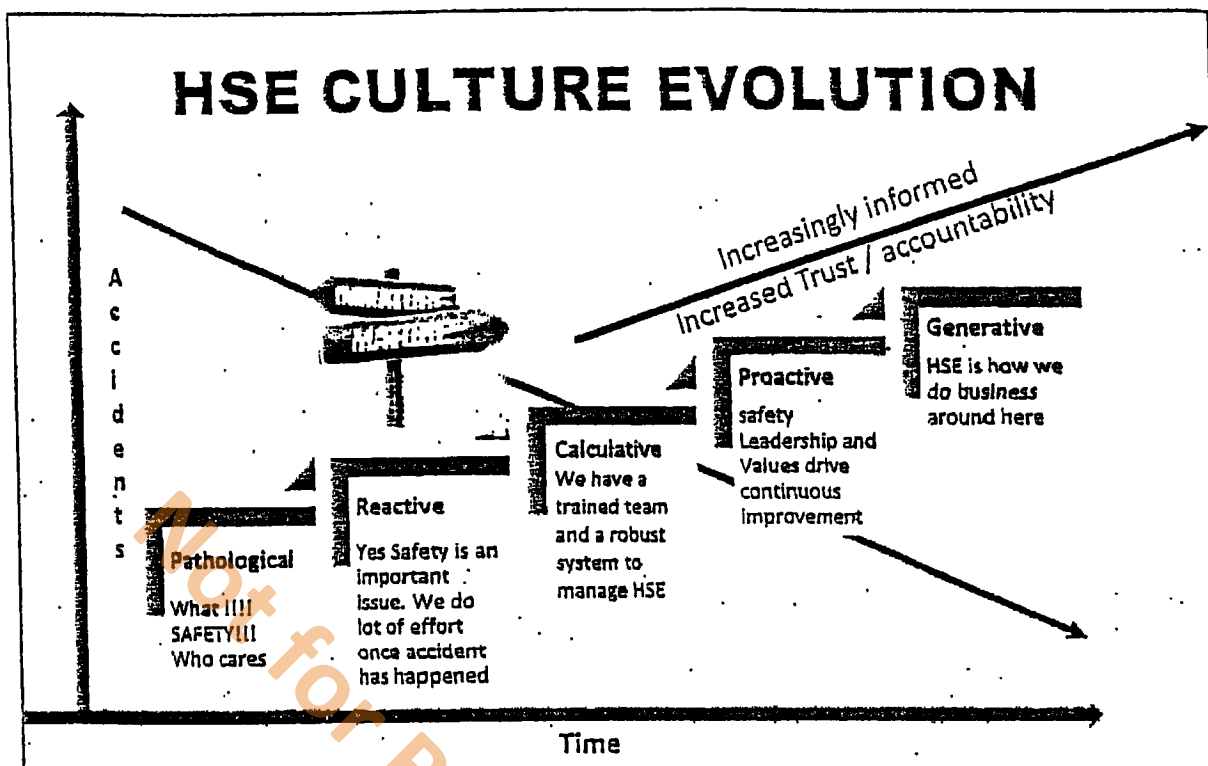 HSE CULTURE EVOLUTION
Accidents
Increasingly informed
Increased Trust / accountability
Pathological
What !!!!
SAFETY!!!
Who cares
Reactive
Yes Safety is an
important
issue. We do
lot of effort
once accident
has happened
Calculative
We have a
trained team
and a robust
system to
manage HSE
Proactive
safety
Leadership and
Values drive
continuous
improvement
Generative
HSE is how we
do business
around here
Time
Not for